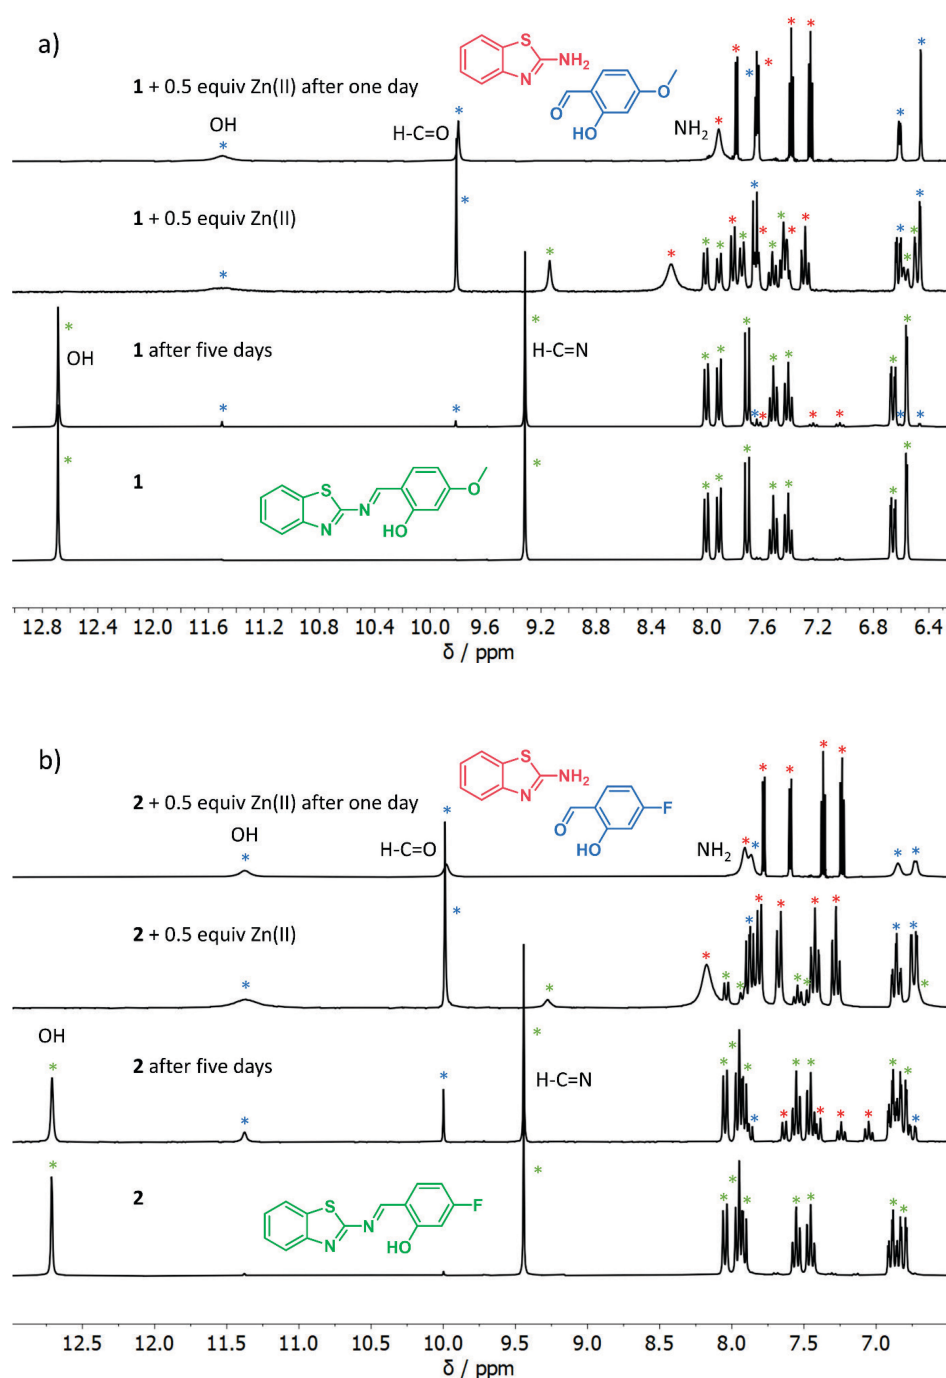 a)
S
N
NH₂
O
HO
O
1 + 0.5 equiv Zn(II) after one day
OH
H-C=O
NH₂
1 + 0.5 equiv Zn(II)
1 after five days
OH
H-C=N
1
S
N
N
HO
O
12.8 12.4 12.0 11.6 11.2 10.8 10.4 10.0 9.6 9.2 8.8 8.4 8.0 7.6 7.2 6.8 6.4
δ / ppm
b)
S
N
NH₂
F
O
HO
2 + 0.5 equiv Zn(II) after one day
OH
H-C=O
NH₂
2 + 0.5 equiv Zn(II)
OH
2 after five days
H-C=N
2
S
N
N
HO
F
12.5 12.0 11.5 11.0 10.5 10.0 9.5 9.0 8.5 8.0 7.5 7.0
δ / ppm